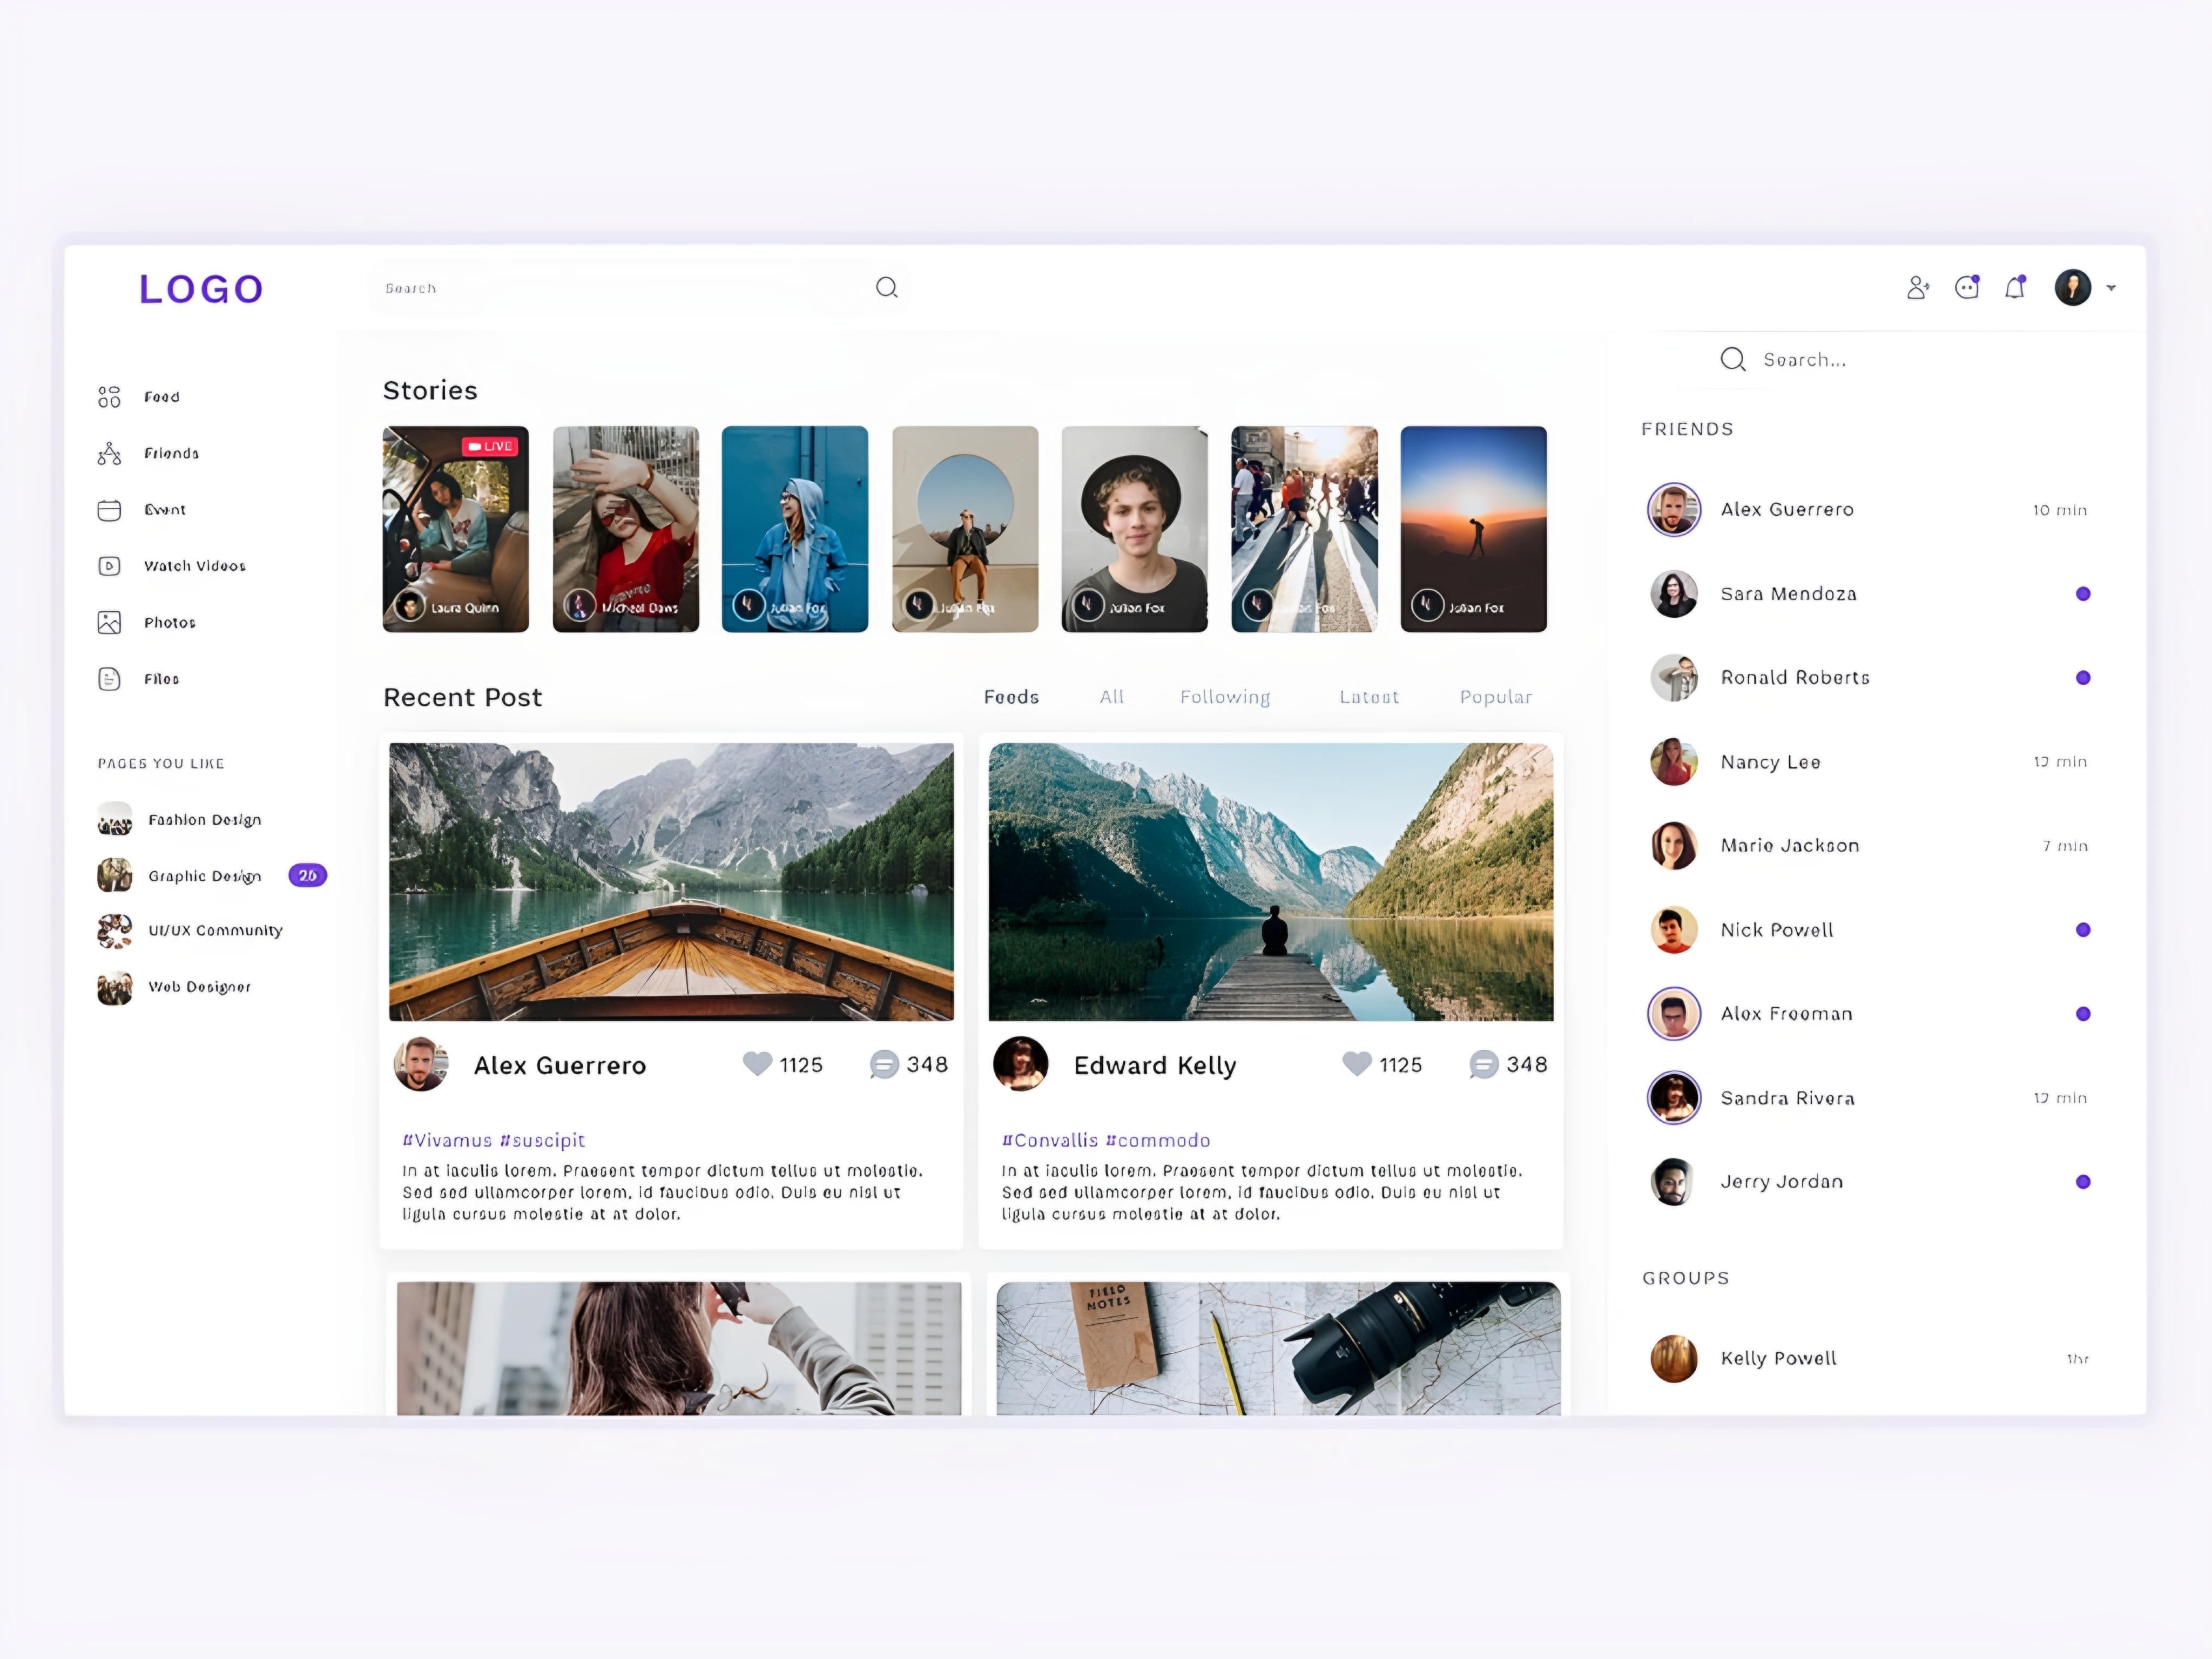 LOGO
Search
Search...
Feed
Friends
Event
Watch Videos
Photos
Files
PAGES YOU LIKE
Fashion Design
Graphic Design
UI/UX Community
Web Designer
Stories
LIVE
Laura Quinn
Julian Fox
Julian Fox
Julian Fox
Julian Fox
Recent Post
Feeds All Following Latest Popular
Alex Guerrero 1125 348
#Vivamus #suscipit
In at iaculis lorem. Praesent tempor dictum tellus ut molestie.
Sed sed ullamcorper lorem, id faucibus odio. Duis eu nisl ut
ligula cursus molestie at at dolor.
Edward Kelly 1125 348
#Convallis #commodo
In at iaculis lorem. Praesent tempor dictum tellus ut molestie.
Sed sed ullamcorper lorem, id faucibus odio. Duis eu nisl ut
ligula cursus molestie at at dolor.
FIELD
NOTES
FRIENDS
Alex Guerrero 10 min
Sara Mendoza
Ronald Roberts
Nancy Lee min
Marie Jackson 7 min
Nick Powell
Alex Freeman
Sandra Rivera min
Jerry Jordan
GROUPS
Kelly Powell 1hr